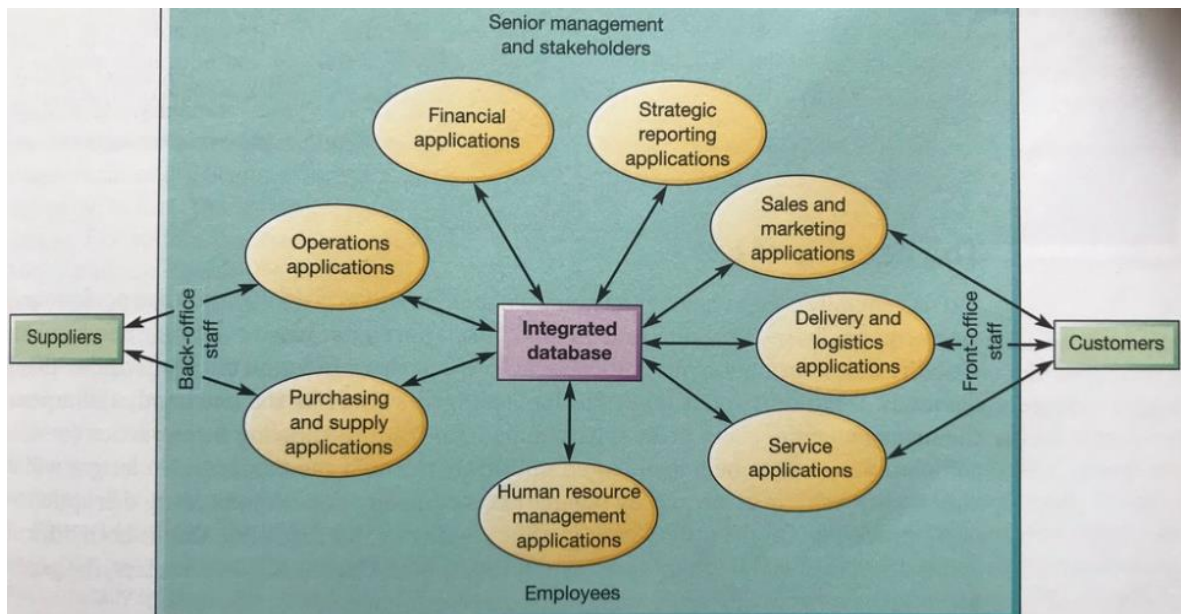 Senior management
and stakeholders
Financial
applications
Strategic
reporting
applications
Sales and
marketing
applications
Operations
applications
Suppliers
Back-office
staff
Integrated
database
Delivery and
logistics
applications
Front-office
staff
Customers
Purchasing
and supply
applications
Service
applications
Human resource
management
applications
Employees